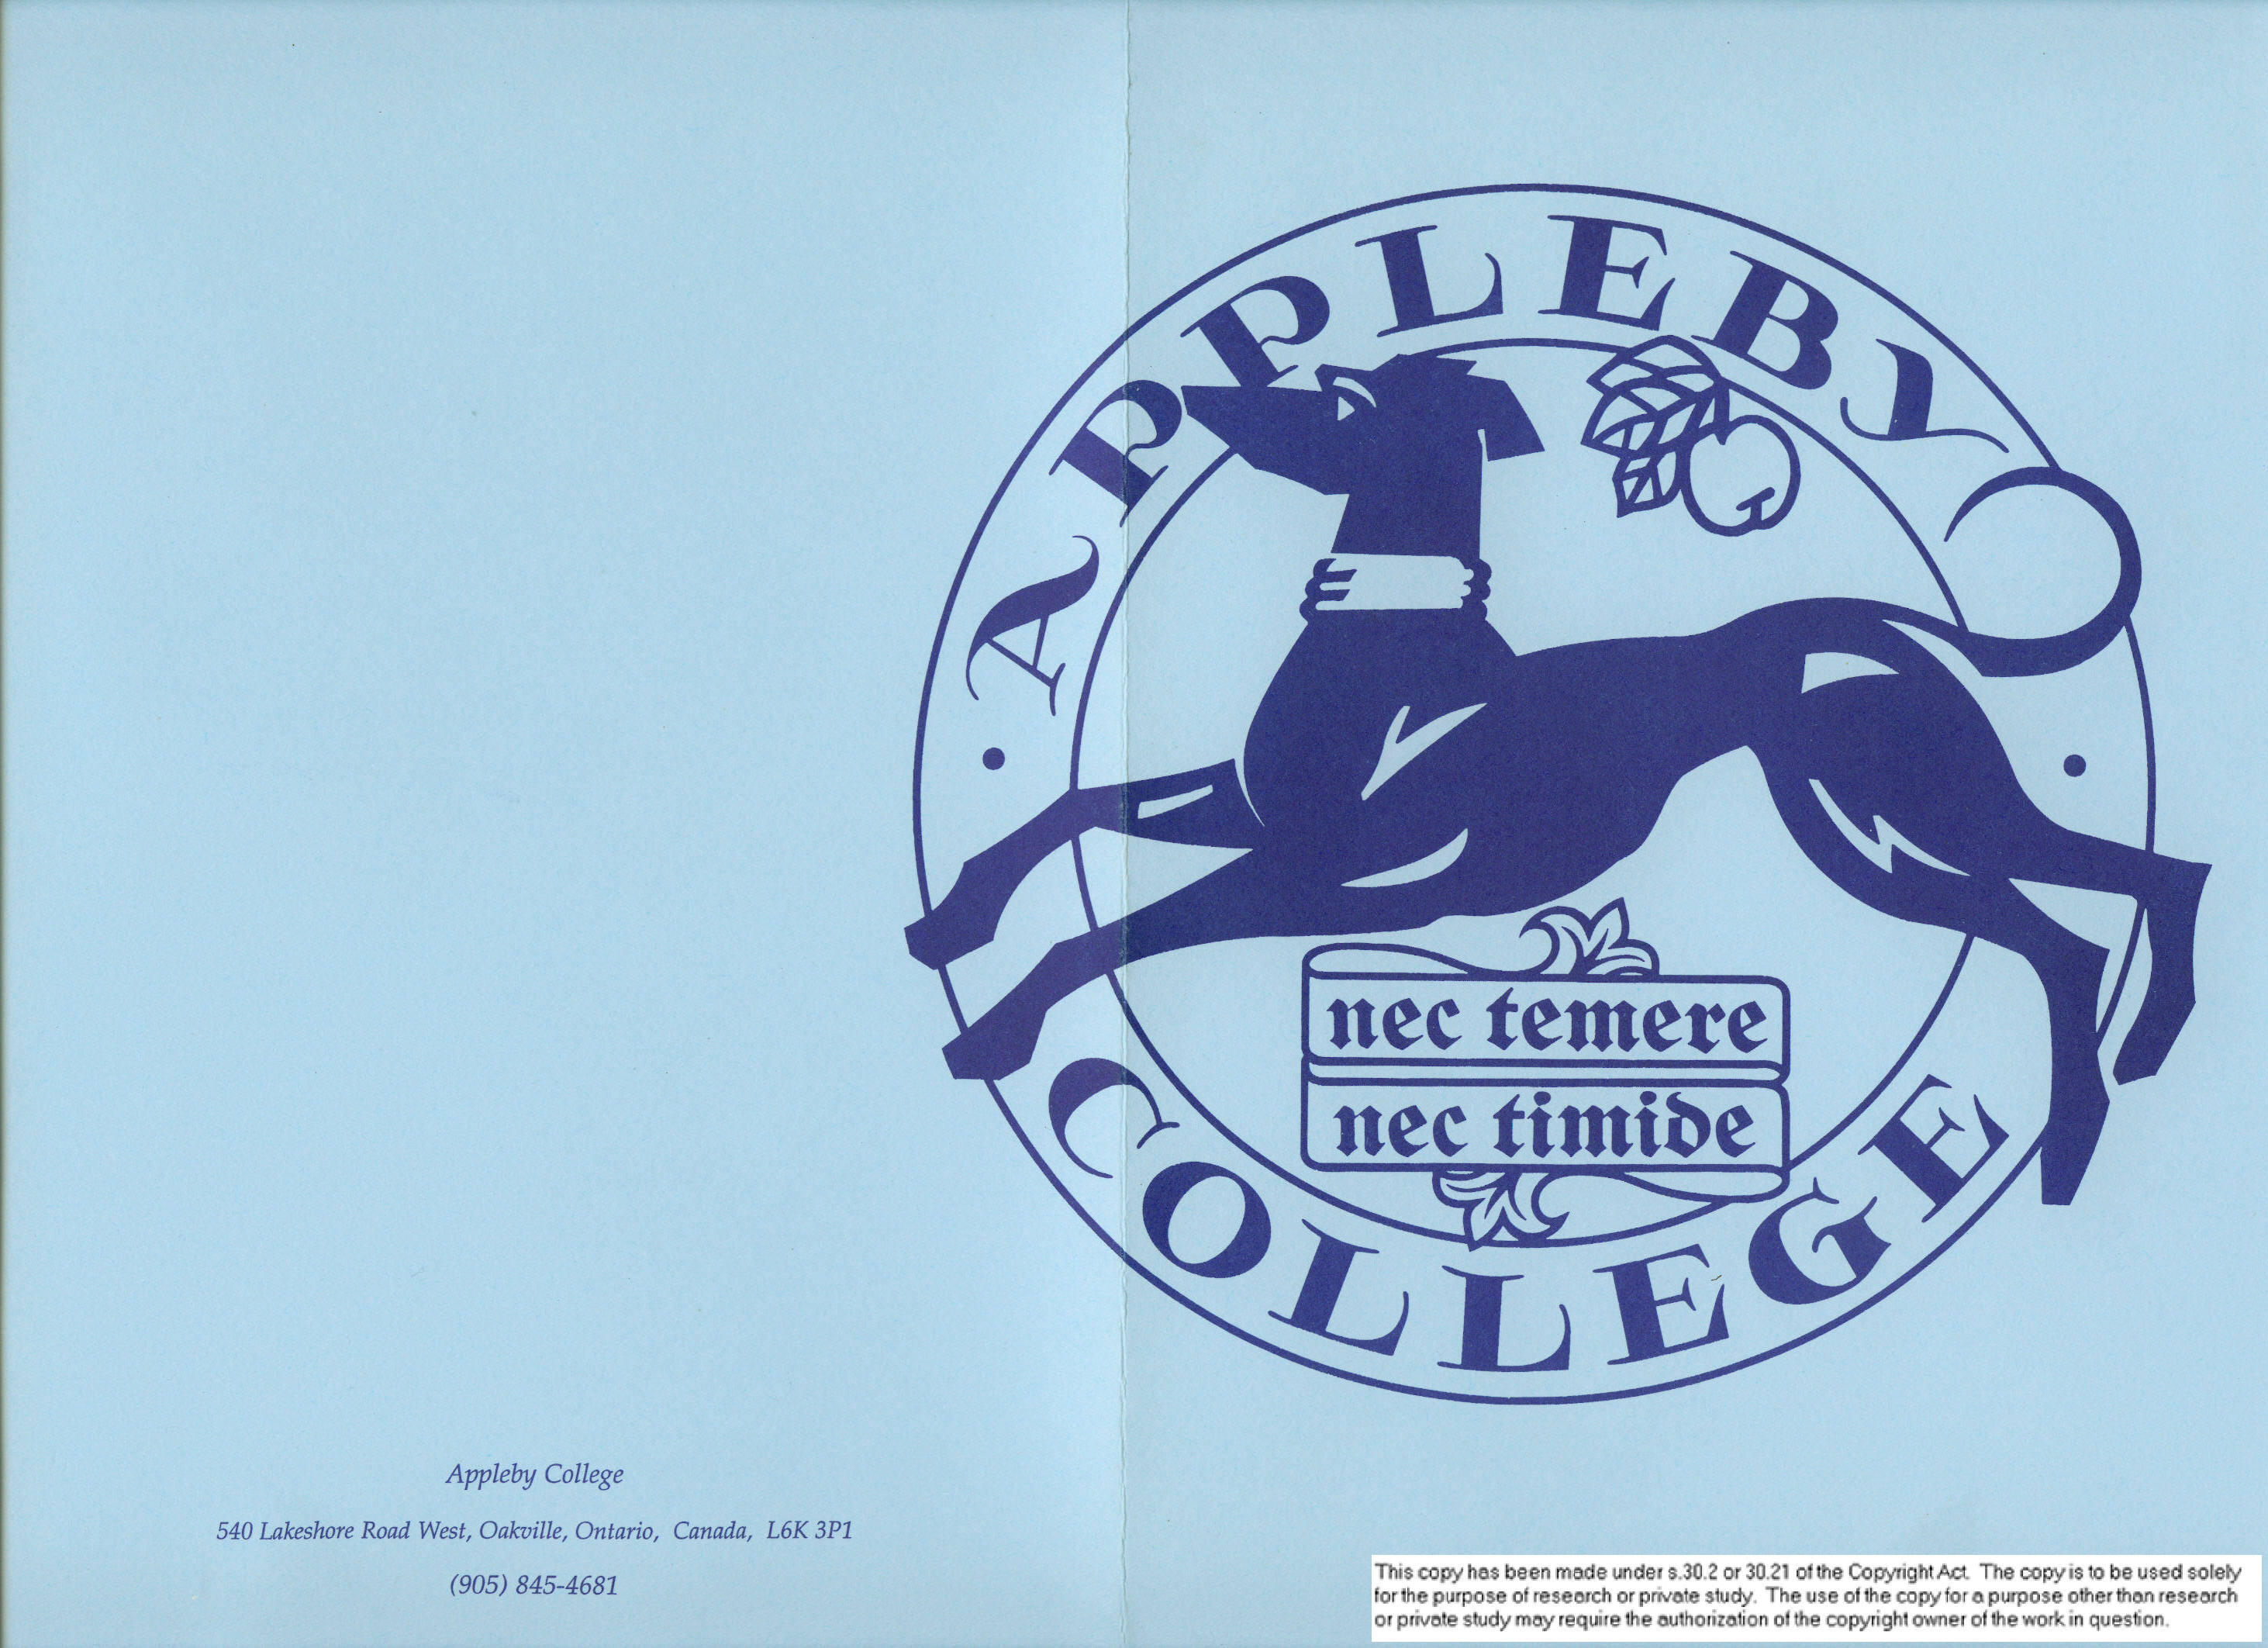 • APPLEBY •
COLLEGE
nec temere
nec timide
Appleby College
540 Lakeshore Road West, Oakville, Ontario, Canada, L6K 3P1
(905) 845-4681
This copy has been made under s.30.2 or 30.21 of the Copyright Act. The copy is to be used solely
for the purpose of research or private study. The use of the copy for a purpose other than research
or private study may require the authorization of the copyright owner of the work in question.